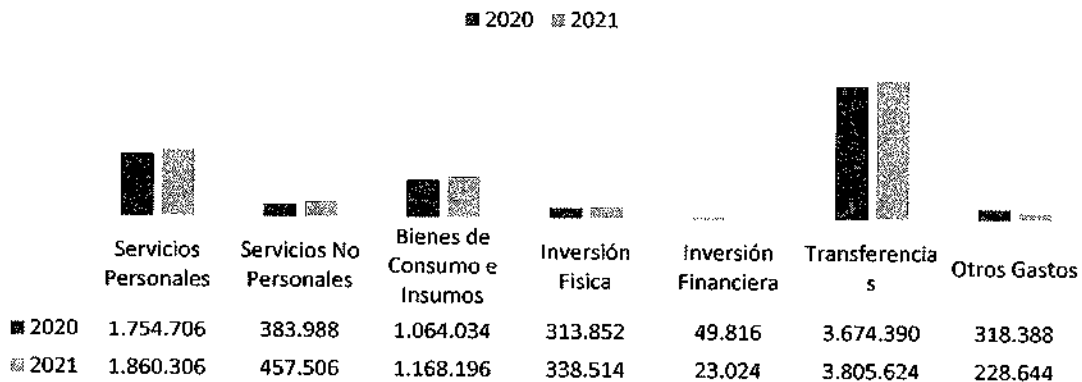 2020 2021
Servicios Personales
Servicios No Personales
Bienes de Consumo e Insumos
Inversión Fisica
Inversión Financiera
Transferencia s
Otros Gastos
2020 1.754.706 383.988 1.064.034 313.852 49.816 3.674.390 318.388
2021 1.860.306 457.506 1.168.196 338.514 23.024 3.805.624 228.644